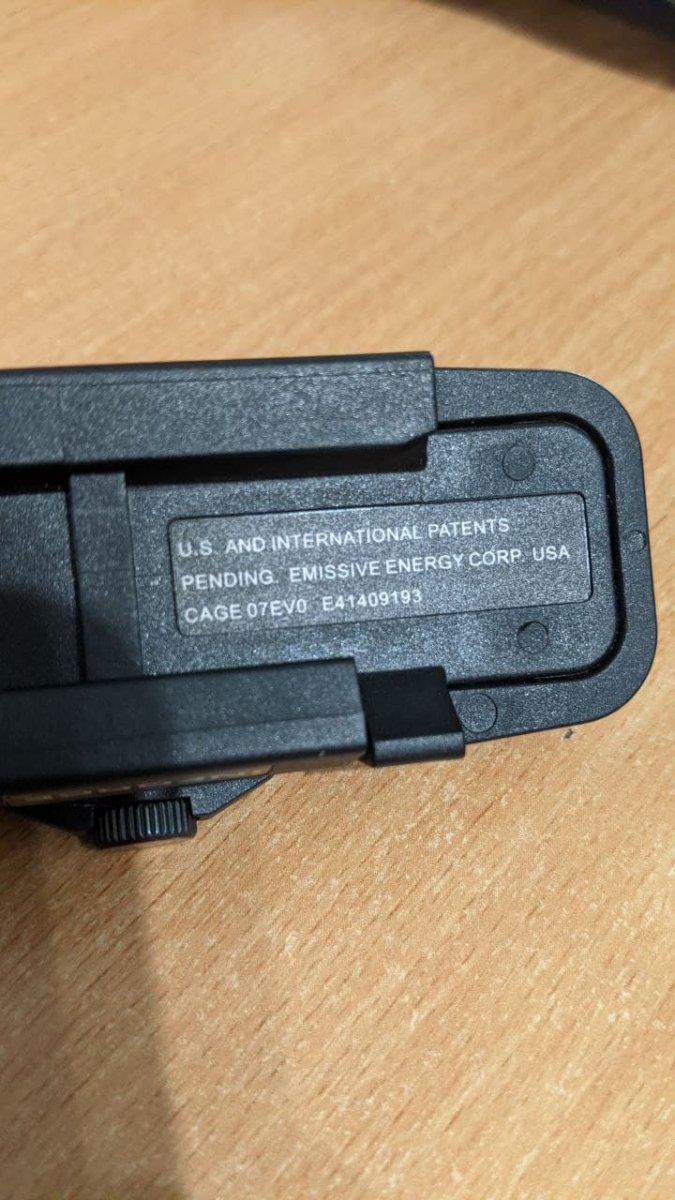 U.S. AND INTERNATIONAL PATENTS
PENDING. EMISSIVE ENERGY CORP. USA
CAGE 07EV0 E41409193